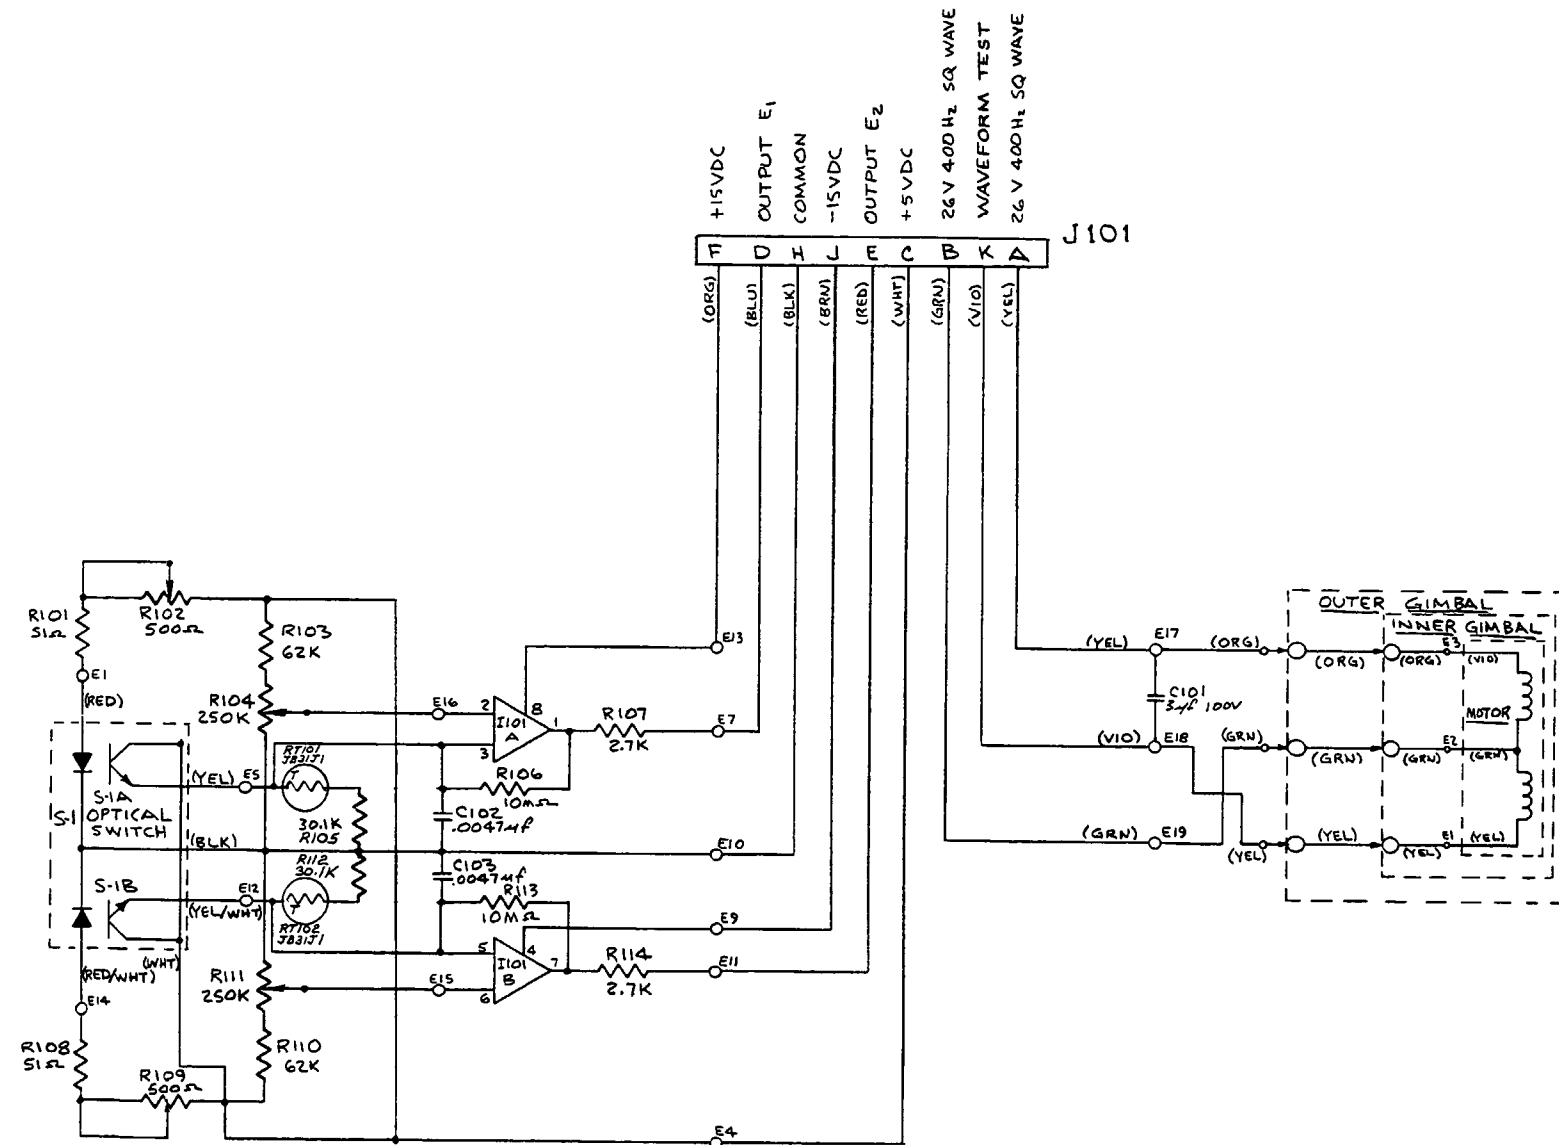 +15VDC
OUTPUT E1
COMMON
-15VDC
OUTPUT E2
+5VDC
26V 400Hz SQ WAVE
WAVEFORM TEST
26V 400Hz SQ WAVE
J101
F D H J E C B K A
(ORG)
(BLU)
(BLK)
(BRN)
(RED)
(WHT)
(GRN)
(VIO)
(YEL)
R101
51Ω
R102
500Ω
R103
62K
E1
(RED)
R104
250K
E16
2
3
8
1
I101
A
E13
R107
2.7K
E7
RT101
JB31J1
T
(YEL)
E5
S-1
S-1A
OPTICAL
SWITCH
R106
10MΩ
C102
.0047µf
30.1K
R105
(BLK)
E10
R112
30.1K
C103
.0047µf
R113
10MΩ
S-1B
E12
(YEL/WHT)
T
RT102
JB31J1
E9
5
6
4
7
I101
B
R114
2.7K
E11
(RED/WHT)
(WHT)
R111
250K
E15
E14
R108
51Ω
R110
62K
R109
500Ω
E4
(YEL)
E17
(ORG)
C101
3µf 100V
(VIO)
E18
(GRN)
(GRN)
E19
(YEL)
OUTER GIMBAL
INNER GIMBAL
(ORG)
(ORG)
E3
(VIO)
MOTOR
(GRN)
(GRN)
E2
(GRN)
(YEL)
(YEL)
E1
(YEL)